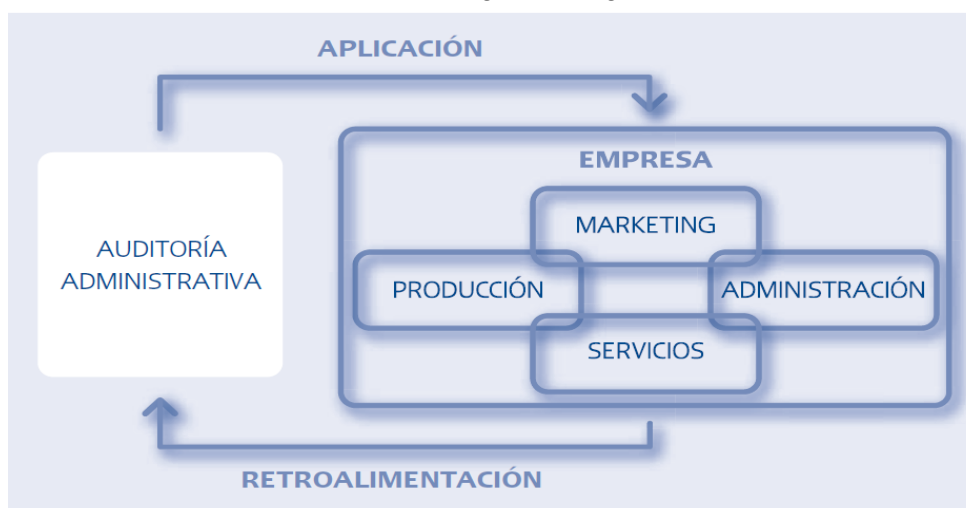 APLICACIÓN
EMPRESA
MARKETING
AUDITORÍA
ADMINISTRATIVA
PRODUCCIÓN
ADMINISTRACIÓN
SERVICIOS
RETROALIMENTACIÓN